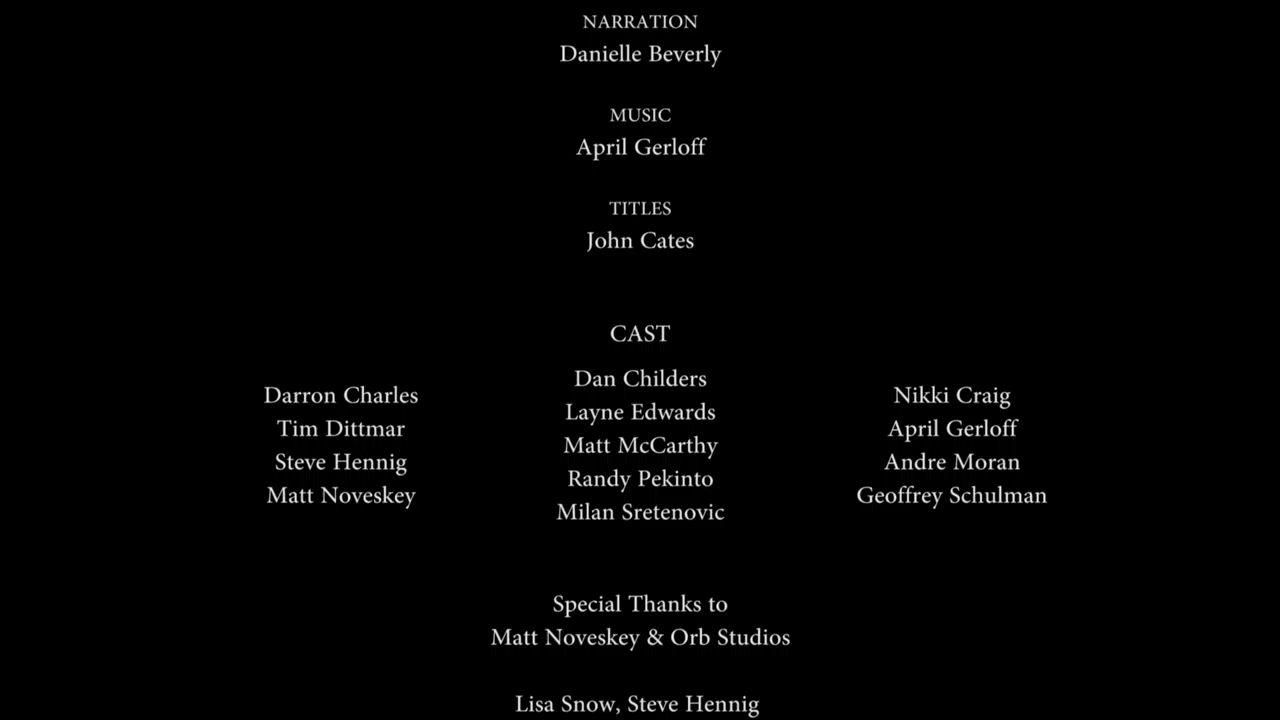 NARRATION
Danielle Beverly
MUSIC
April Gerloff
TITLES
John Cates
CAST
Darron Charles
Tim Dittmar
Steve Hennig
Matt Noveskey
Dan Childers
Layne Edwards
Matt McCarthy
Randy Pekinto
Milan Sretenovic
Nikki Craig
April Gerloff
Andre Moran
Geoffrey Schulman
Special Thanks to
Matt Noveskey & Orb Studios
Lisa Snow, Steve Hennig